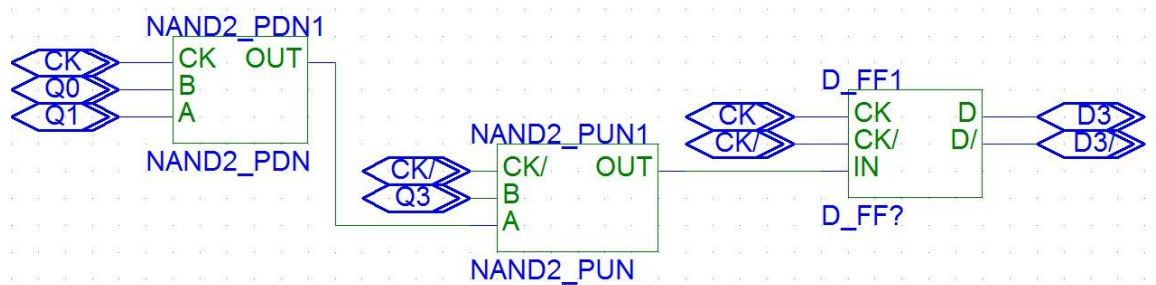 NAND2_PDN1
CK
Q0
Q1
CK OUT
B
A
NAND2_PDN
NAND2_PUN1
CK/
Q3
CK/ OUT
B
A
NAND2_PUN
D_FF1
CK
CK/
CK D
CK/ D/
IN
D3
D3/
D_FF?